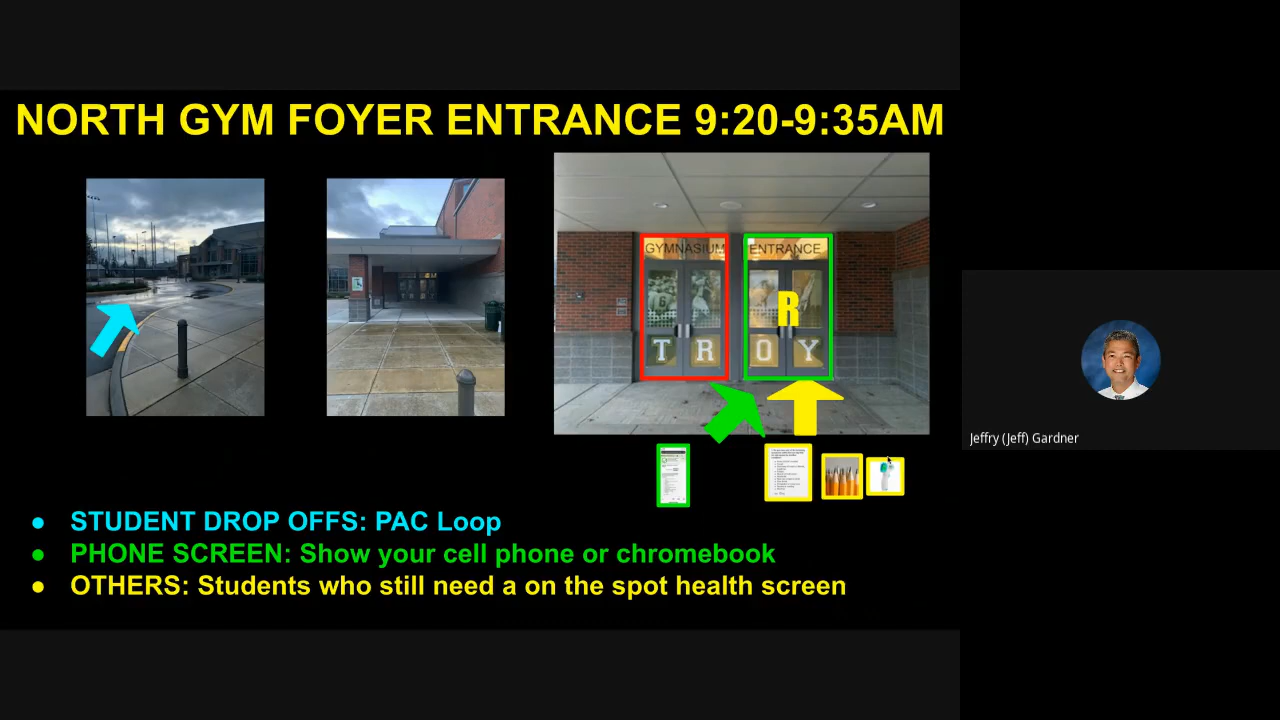 NORTH GYM FOYER ENTRANCE 9:20-9:35AM
GYMNASIUM ENTRANCE
R
T R O Y
Jeffry (Jeff) Gardner
● STUDENT DROP OFFS: PAC Loop
● PHONE SCREEN: Show your cell phone or chromebook
● OTHERS: Students who still need a on the spot health screen